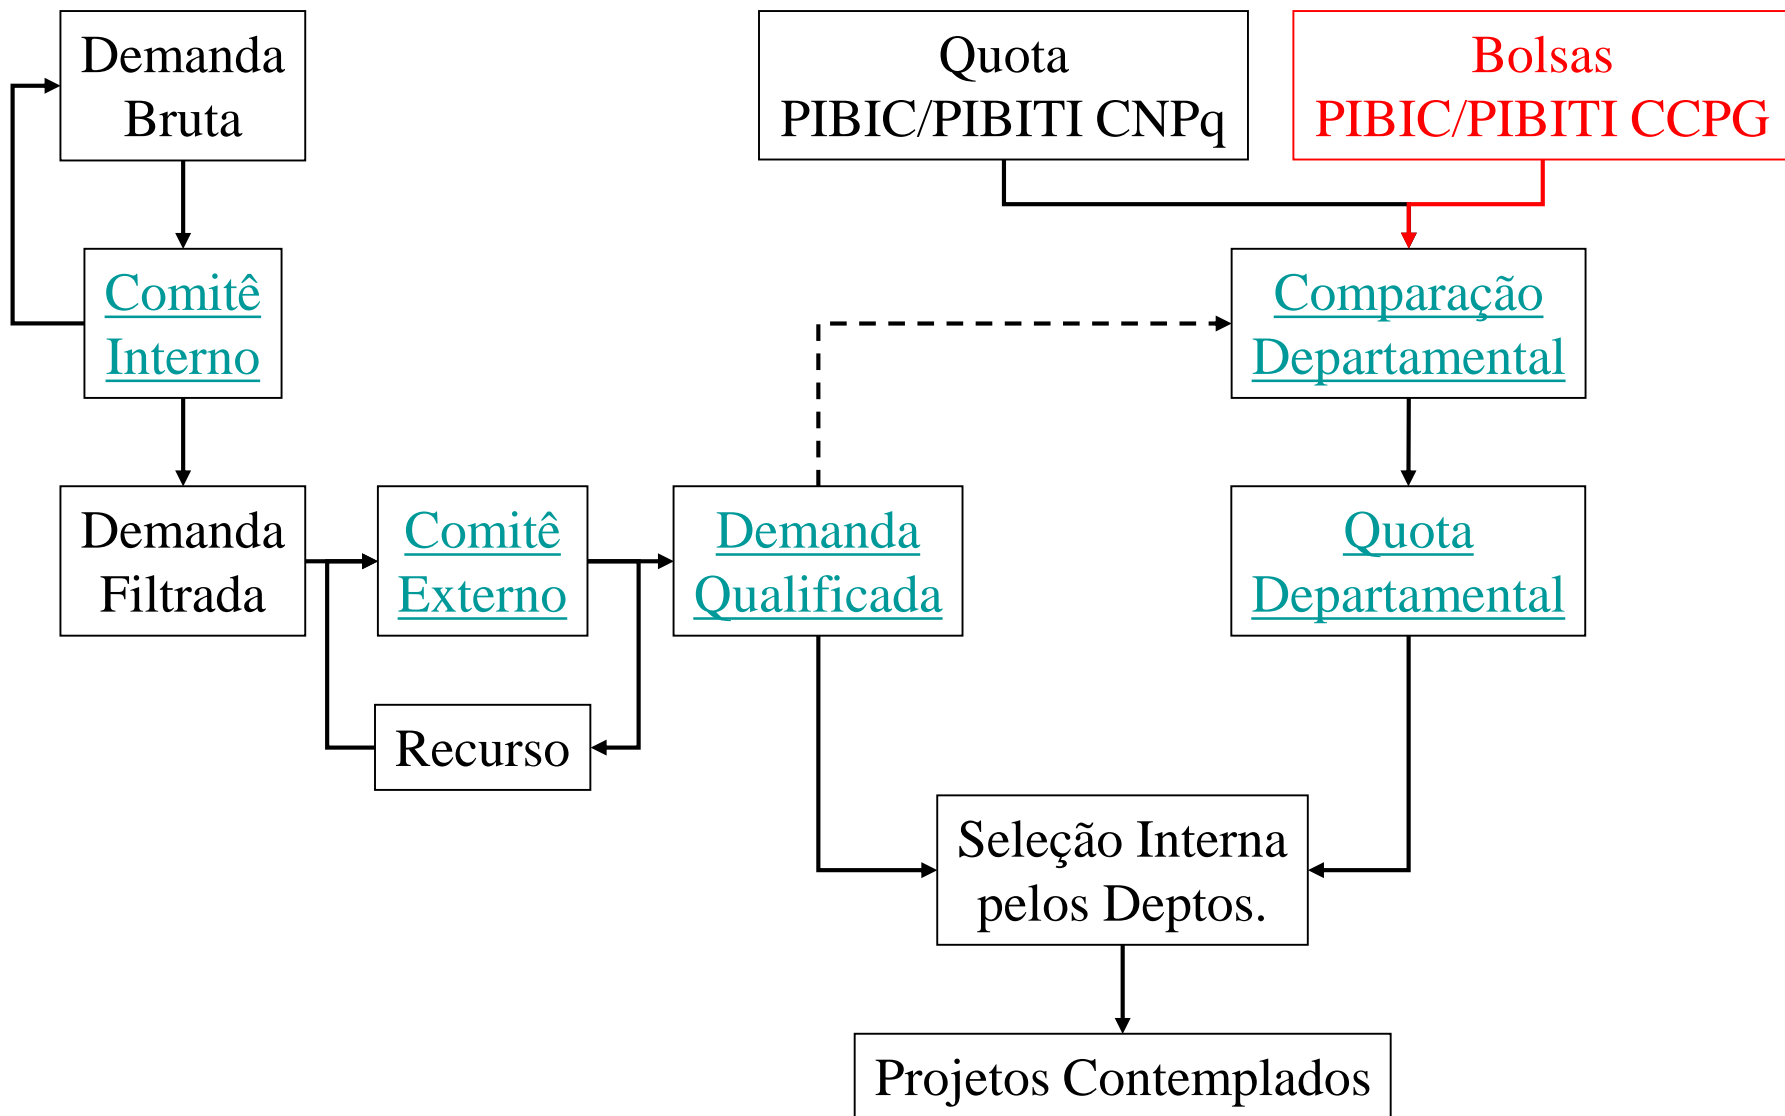 Demanda
Bruta
Quota
PIBIC/PIBITI CNPq
Bolsas
PIBIC/PIBITI CCPG
Comitê
Interno
Comparação
Departamental
Demanda
Filtrada
Comitê
Externo
Demanda
Qualificada
Quota
Departamental
Recurso
Seleção Interna
pelos Deptos.
Projetos Contemplados